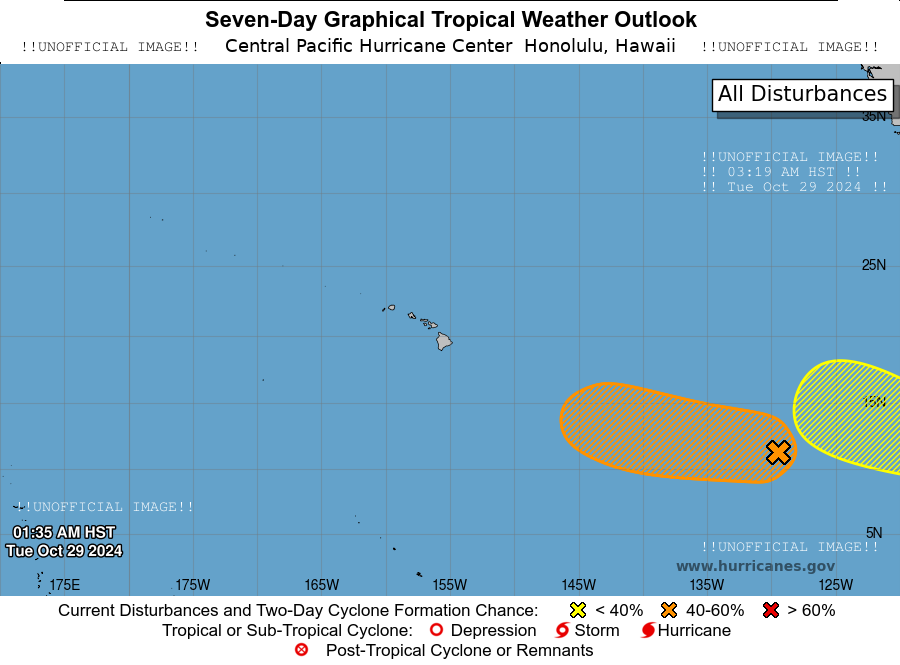 Seven-Day Graphical Tropical Weather Outlook
!!UNOFFICIAL IMAGE!! Central Pacific Hurricane Center Honolulu, Hawaii !!UNOFFICIAL IMAGE!!
All Disturbances
35N
!!UNOFFICIAL IMAGE!!
!! 03:19 AM HST !!
!! Tue Oct 29 2024 !!
25N
15N
!!UNOFFICIAL IMAGE!!
01:35 AM HST
5N
Tue Oct 29 2024
!!UNOFFICIAL IMAGE!!
www.hurricanes.gov
175E 175W 165W 155W 145W 135W 125W
Current Disturbances and Two-Day Cyclone Formation Chance: < 40% 40-60% > 60%
Tropical or Sub-Tropical Cyclone: Depression Storm Hurricane
Post-Tropical Cyclone or Remnants